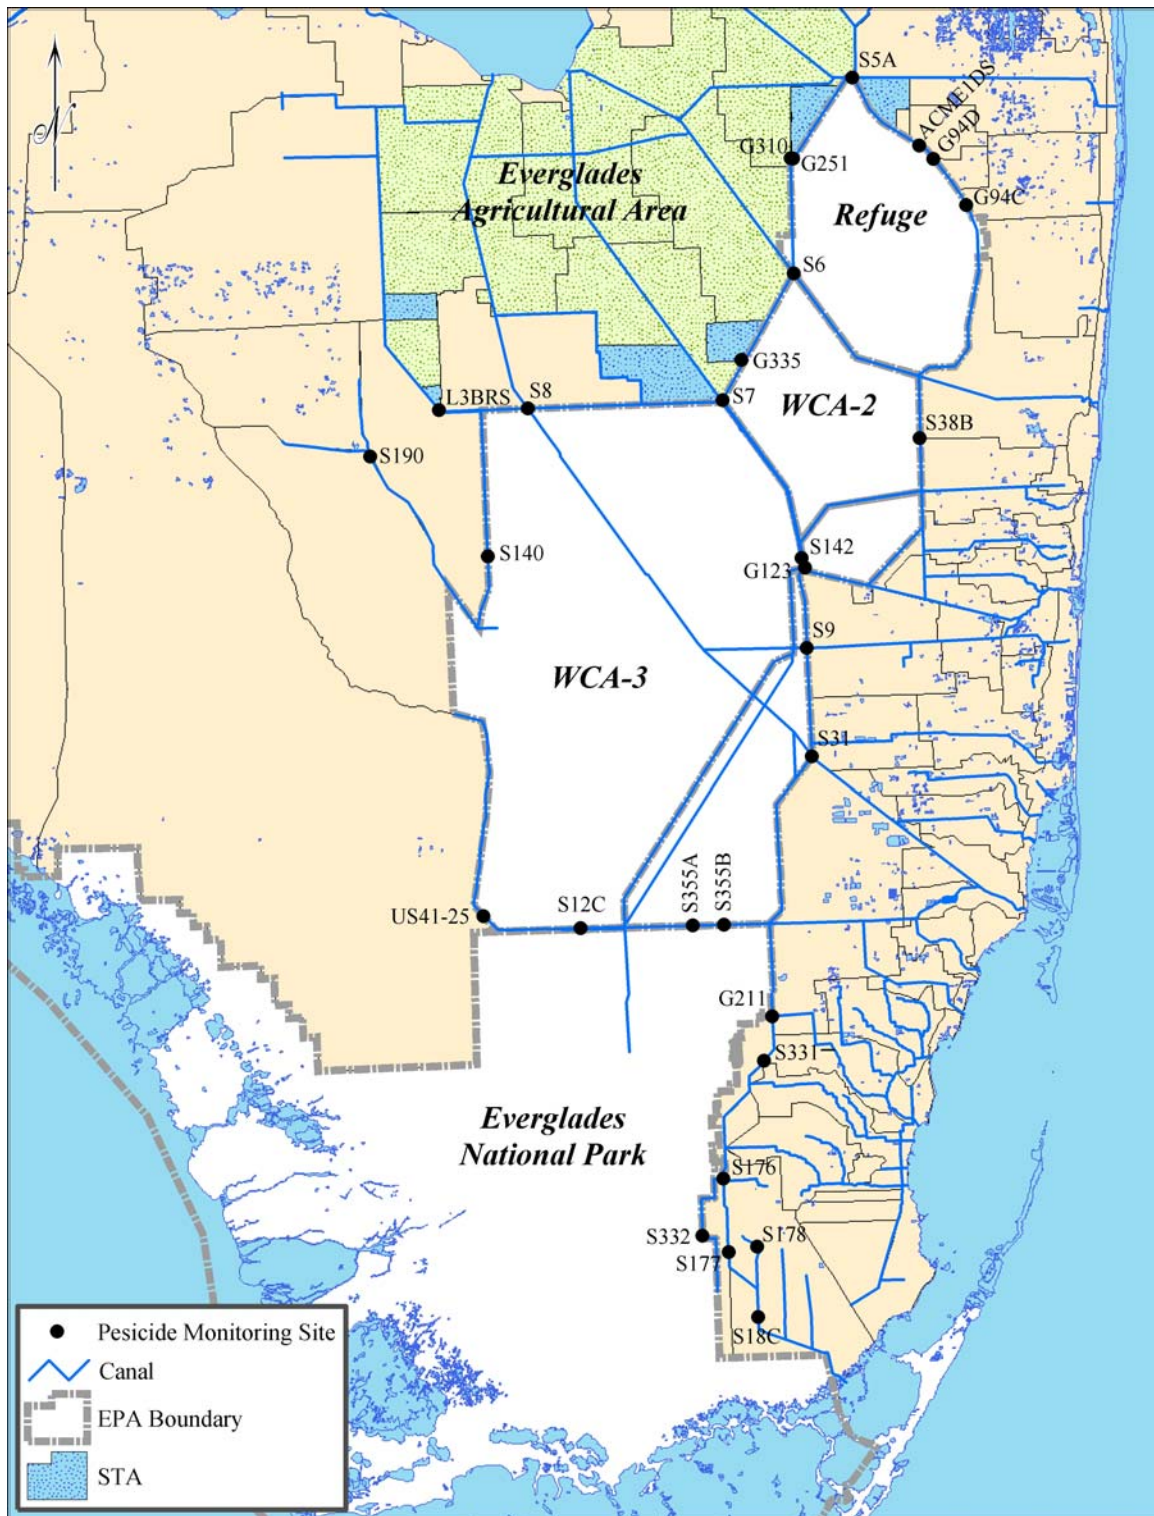 N
S5A
ACME1DS
G94D
G310
G251
G94C
Everglades
Agricultural Area
Refuge
S6
G335
L3BRS
S8
S7
WCA-2
S38B
S190
S140
S142
G123
S9
WCA-3
S31
US41-25
S12C
S355A
S355B
G211
S331
Everglades
National Park
S176
S332
S178
S177
S18C
Pesicide Monitoring Site
Canal
EPA Boundary
STA